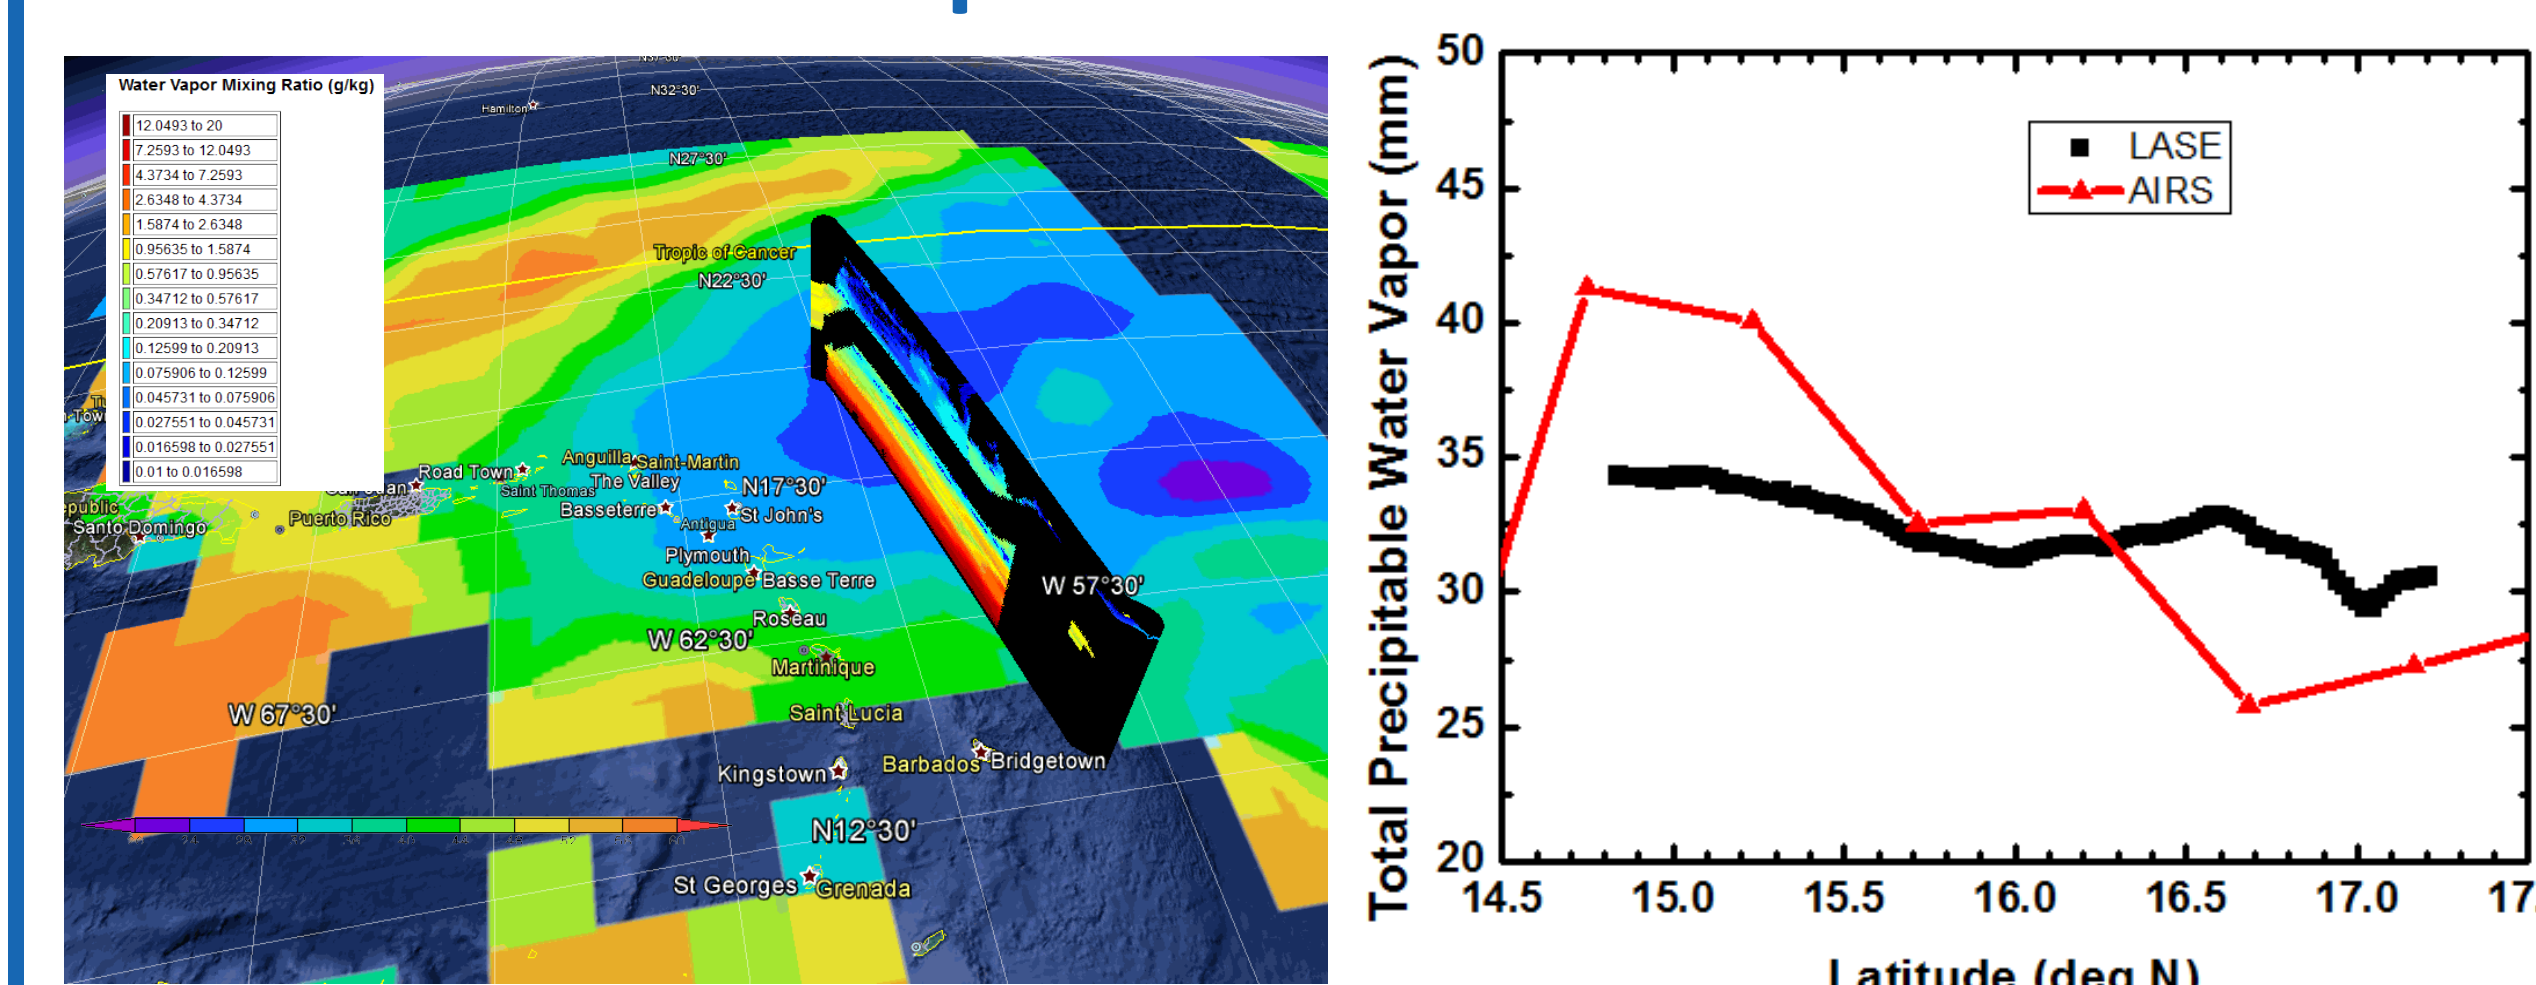 Water Vapor Mixing Ratio (g/kg)
12.0493 to 20
7.2593 to 12.0493
4.3734 to 7.2593
2.6348 to 4.3734
1.5874 to 2.6348
0.95635 to 1.5874
0.57617 to 0.95635
0.34712 to 0.57617
0.20913 to 0.34712
0.12599 to 0.20913
0.075906 to 0.12599
0.045731 to 0.075906
0.027551 to 0.045731
0.016598 to 0.027551
0.01 to 0.016598
N32°30'
Hamilton
N27°30'
Tropic of Cancer
N22°30'
Road Town
Anguilla
Saint-Martin
The Valley
Saint Thomas
N17°30'
Basseterre
St John's
Antigua
Puerto Rico
Santo Domingo
Plymouth
Guadeloupe
Basse Terre
W 57°30'
Roseau
W 62°30'
Martinique
W 67°30'
Saint Lucia
Kingstown
Barbados
Bridgetown
N12°30'
St Georges
Grenada
Total Precipitable Water Vapor (mm)
50
45
40
35
30
25
20
LASE
AIRS
14.5 15.0 15.5 16.0 16.5 17.0
Latitude (deg N)